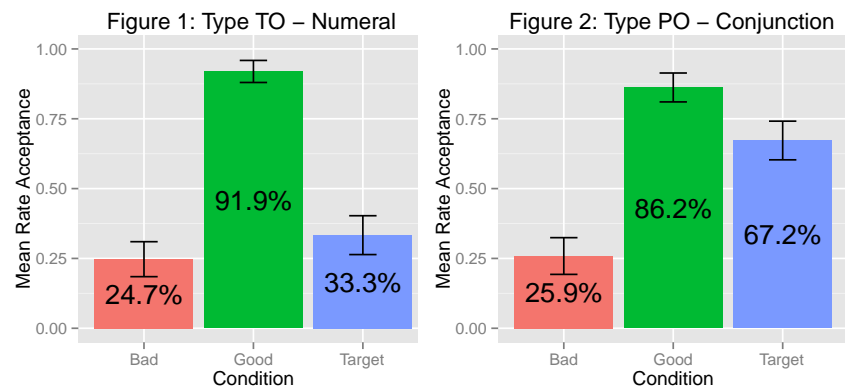 Figure 1: Type TO − Numeral
1.00
0.75
0.50
0.25
0.00
Mean Rate Acceptance
24.7%
91.9%
33.3%
Bad Good Target
Condition
Figure 2: Type PO − Conjunction
1.00
0.75
0.50
0.25
0.00
Mean Rate Acceptance
25.9%
86.2%
67.2%
Bad Good Target
Condition